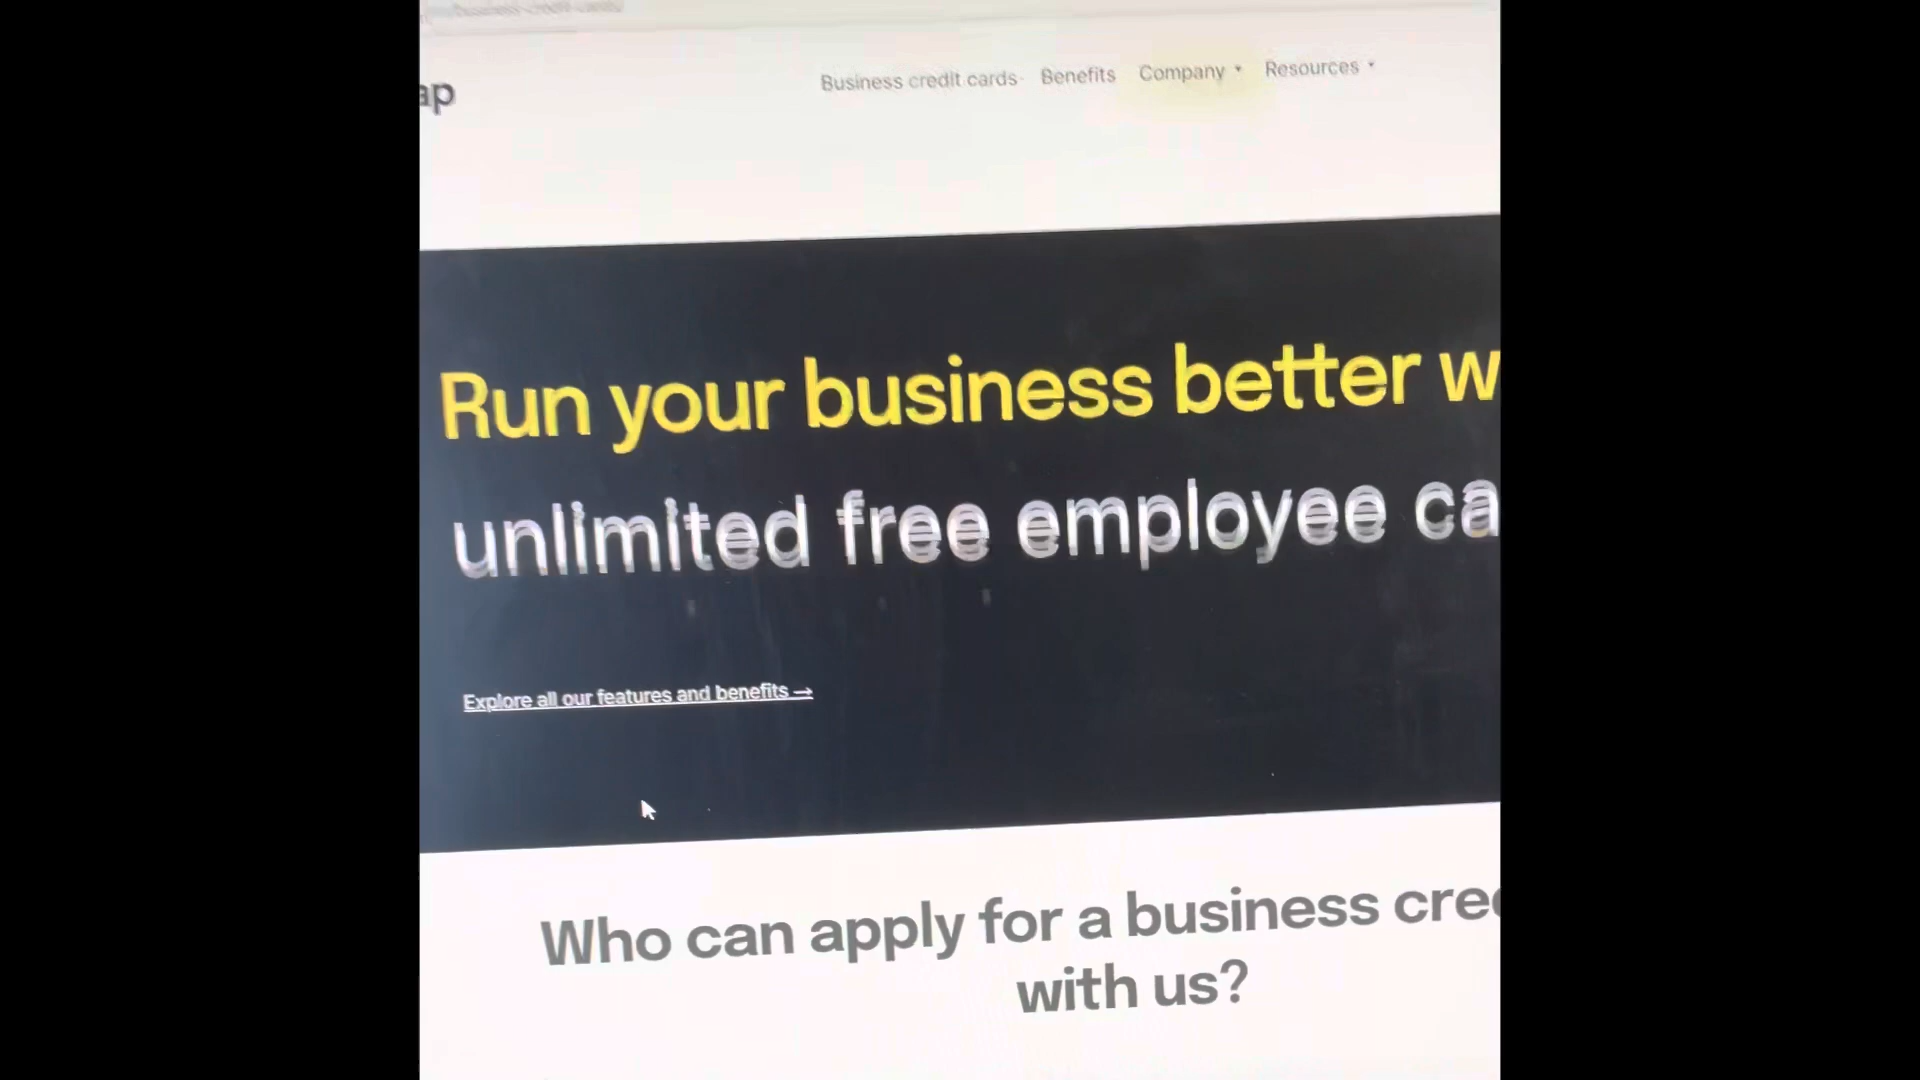 ap
Business credit cards Benefits Company Resources
Run your business better w
unlimited free employee ca
Explore all our features and benefits →
Who can apply for a business cre
with us?